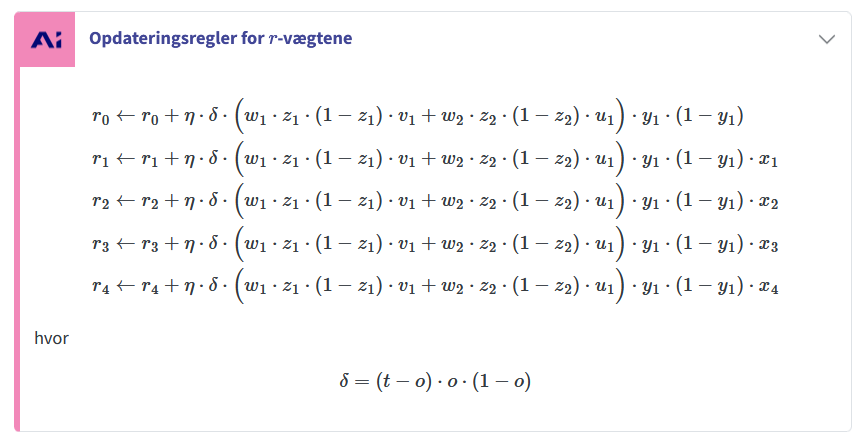 Ai Opdateringsregler for r-vægtene
r₀ ← r₀ + η · δ · (w₁ · z₁ · (1 − z₁) · v₁ + w₂ · z₂ · (1 − z₂) · u₁) · y₁ · (1 − y₁)
r₁ ← r₁ + η · δ · (w₁ · z₁ · (1 − z₁) · v₁ + w₂ · z₂ · (1 − z₂) · u₁) · y₁ · (1 − y₁) · x₁
r₂ ← r₂ + η · δ · (w₁ · z₁ · (1 − z₁) · v₁ + w₂ · z₂ · (1 − z₂) · u₁) · y₁ · (1 − y₁) · x₂
r₃ ← r₃ + η · δ · (w₁ · z₁ · (1 − z₁) · v₁ + w₂ · z₂ · (1 − z₂) · u₁) · y₁ · (1 − y₁) · x₃
r₄ ← r₄ + η · δ · (w₁ · z₁ · (1 − z₁) · v₁ + w₂ · z₂ · (1 − z₂) · u₁) · y₁ · (1 − y₁) · x₄
hvor
δ = (t − o) · o · (1 − o)